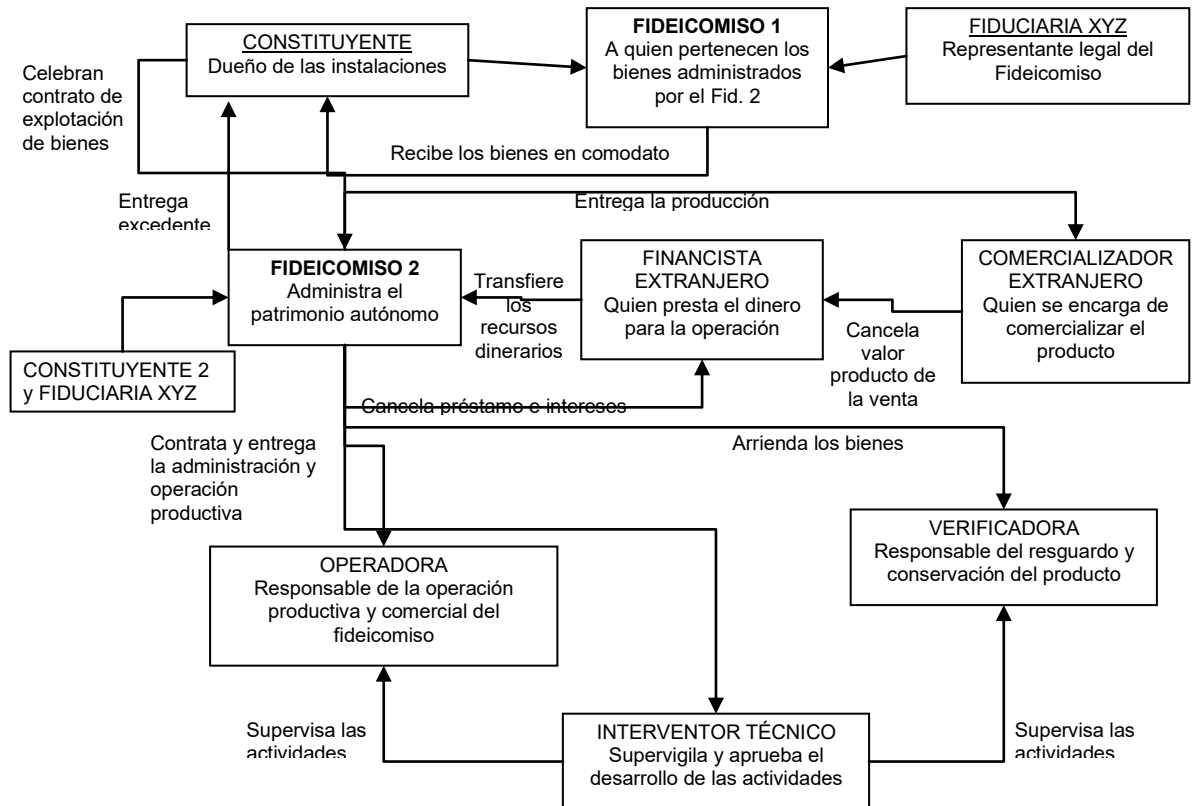 CONSTITUYENTE
Dueño de las instalaciones
FIDEICOMISO 1
A quien pertenecen los
bienes administrados
por el Fid. 2
FIDUCIARIA XYZ
Representante legal del
Fideicomiso
Celebran
contrato de
explotación
de bienes
Recibe los bienes en comodato
Entrega
excedente
Entrega la producción
FIDEICOMISO 2
Administra el
patrimonio autónomo
Transfiere
los
recursos
dinerarios
FINANCISTA
EXTRANJERO
Quien presta el dinero
para la operación
COMERCIALIZADOR
EXTRANJERO
Quien se encarga de
comercializar el
producto
Cancela
valor
producto de
la venta
CONSTITUYENTE 2
y FIDUCIARIA XYZ
Cancela préstamo e intereses
Contrata y entrega
la administración y
operación
productiva
Arrienda los bienes
VERIFICADORA
Responsable del resguardo y
conservación del producto
OPERADORA
Responsable de la operación
productiva y comercial del
fideicomiso
Supervisa las
actividades
INTERVENTOR TÉCNICO
Supervigila y aprueba el
desarrollo de las actividades
Supervisa las
actividades